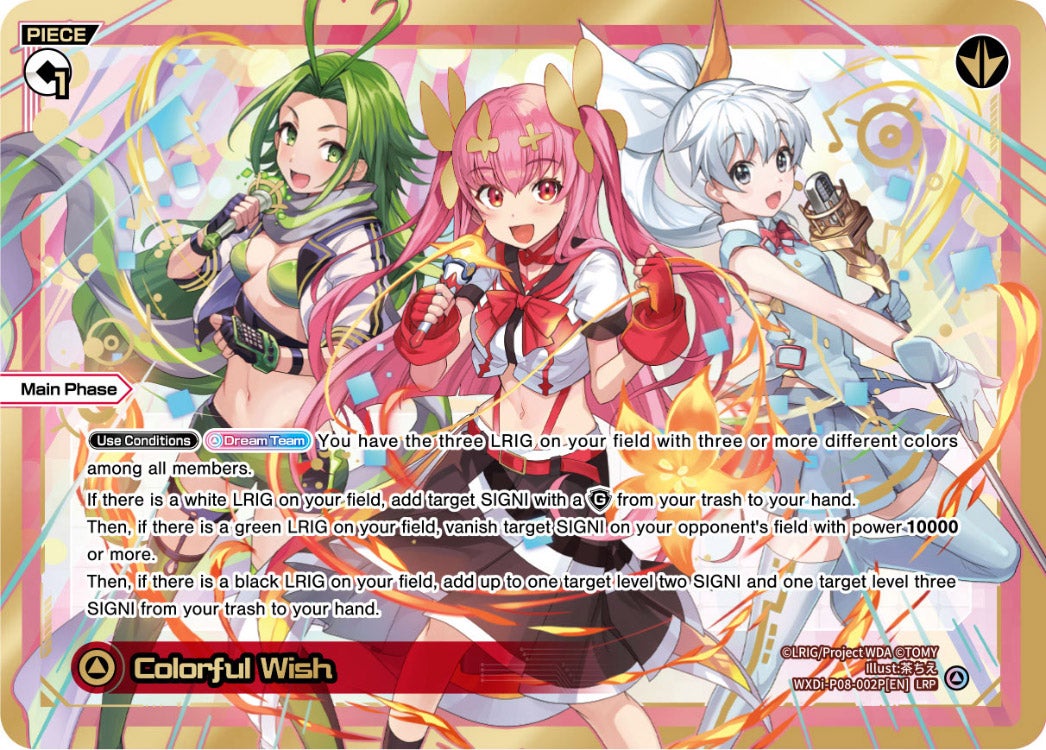 PIECE
1
Main Phase
Use Conditions Dream Team You have the three LRIG on your field with three or more different colors
among all members.
If there is a white LRIG on your field, add target SIGNI with a G from your trash to your hand.
Then, if there is a green LRIG on your field, vanish target SIGNI on your opponent's field with power 10000
or more.
Then, if there is a black LRIG on your field, add up to one target level two SIGNI and one target level three
SIGNI from your trash to your hand.
Colorful Wish
©LRIG/Project WDA ©TOMY
Illust:茶ちえ
WXDi-P08-002P[EN] LRP